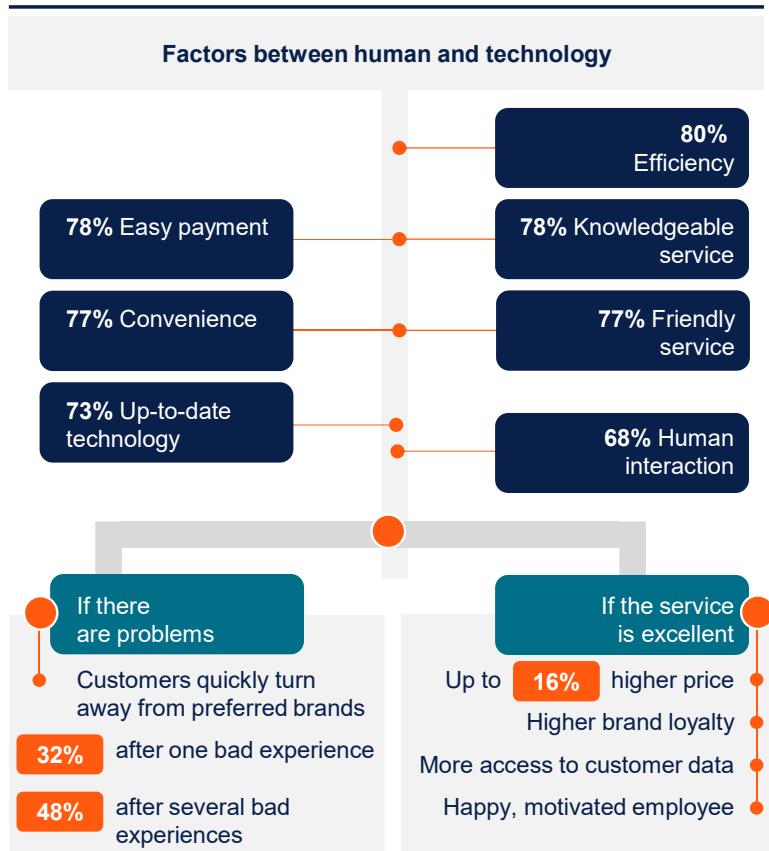 Factors between human and technology
80%
Efficiency
78% Easy payment
78% Knowledgeable
service
77% Convenience
77% Friendly
service
73% Up-to-date
technology
68% Human
interaction
If there
are problems
Customers quickly turn
away from preferred brands
32% after one bad experience
48% after several bad
experiences
If the service
is excellent
Up to 16% higher price
Higher brand loyalty
More access to customer data
Happy, motivated employee